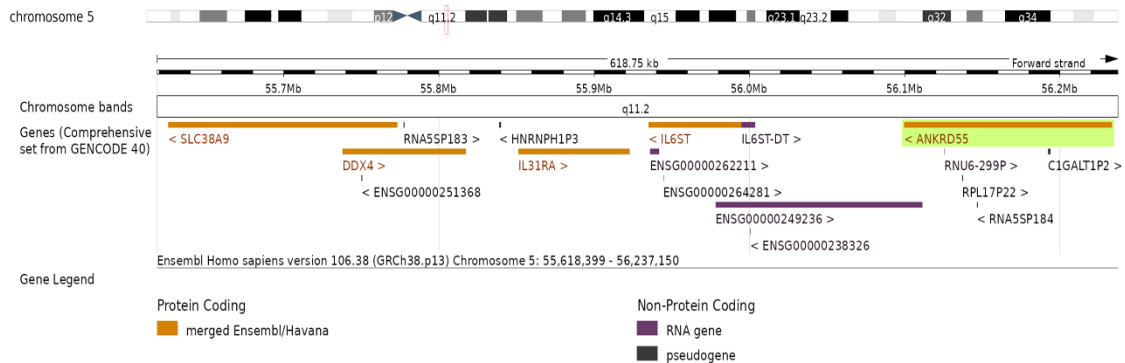 chromosome 5
p12 q11.2 q14.3 q15 q23.1 q23.2 q32 q34
618.75 kb Forward strand
55.7Mb 55.8Mb 55.9Mb 56.0Mb 56.1Mb 56.2Mb
Chromosome bands
q11.2
Genes (Comprehensive
set from GENCODE 40)
< SLC38A9 RNA5SP183 > < HNRNPH1P3 < IL6ST IL6ST-DT > < ANKRD55
DDX4 > IL31RA > ENSG00000262211 > RNU6-299P > C1GALT1P2 >
< ENSG00000251368 ENSG00000264281 > RPL17P22 >
ENSG00000249236 > < RNA5SP184
< ENSG00000238326
Ensembl Homo sapiens version 106.38 (GRCh38.p13) Chromosome 5: 55,618,399 - 56,237,150
Gene Legend
Protein Coding
merged Ensembl/Havana
Non-Protein Coding
RNA gene
pseudogene